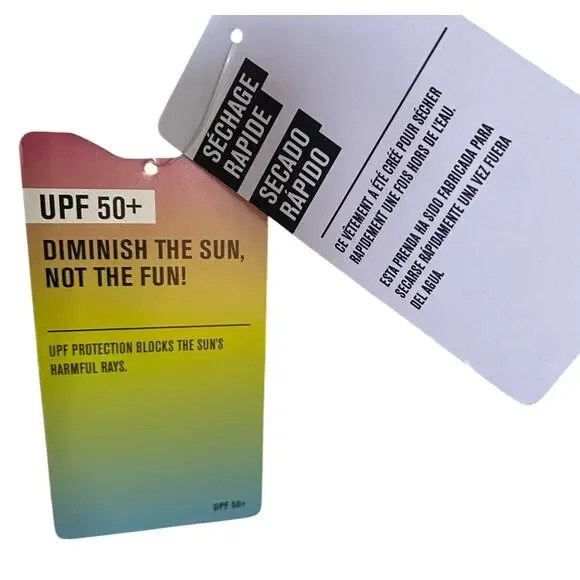 UPF 50+
DIMINISH THE SUN,
NOT THE FUN!
UPF PROTECTION BLOCKS THE SUN'S
HARMFUL RAYS.
UPF 50+
SÉCHAGE
RAPIDE
SECADO
RÁPIDO
CE VÊTEMENT A ÉTÉ CRÉÉ POUR SÉCHER
RAPIDEMENT UNE FOIS HORS DE L'EAU.
ESTA PRENDA HA SIDO FABRICADA PARA
SECARSE RÁPIDAMENTE UNA VEZ FUERA
DEL AGUA.